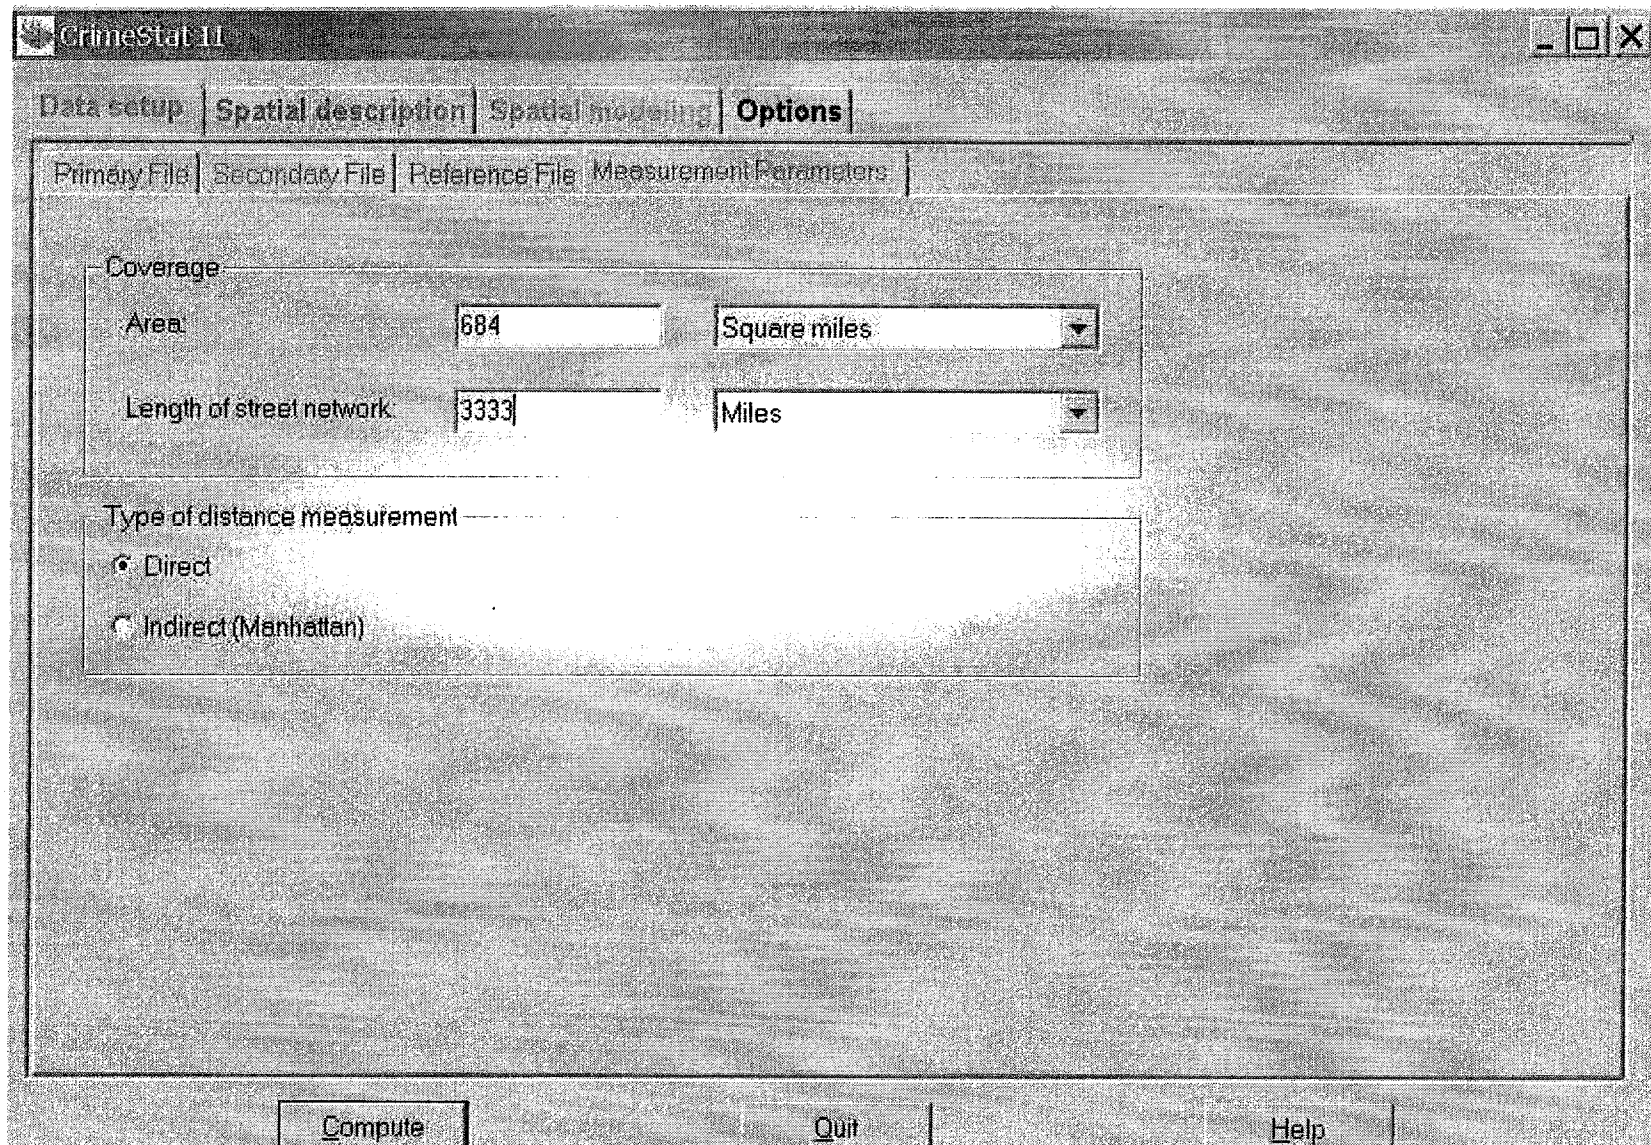 CrimeStat II
Data setup Spatial description Spatial modeling Options
Primary File Secondary File Reference File Measurement Parameters
Coverage
Area: 684 Square miles
Length of street network: 3333 Miles
Type of distance measurement
Direct
Indirect (Manhattan)
Compute Quit Help